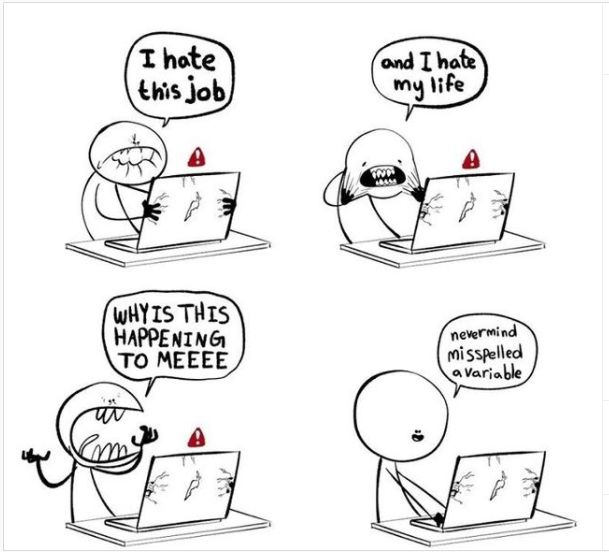 I hate
this job
and I hate
my life
WHY IS THIS
HAPPENING
TO MEEEE
nevermind
misspelled
a variable